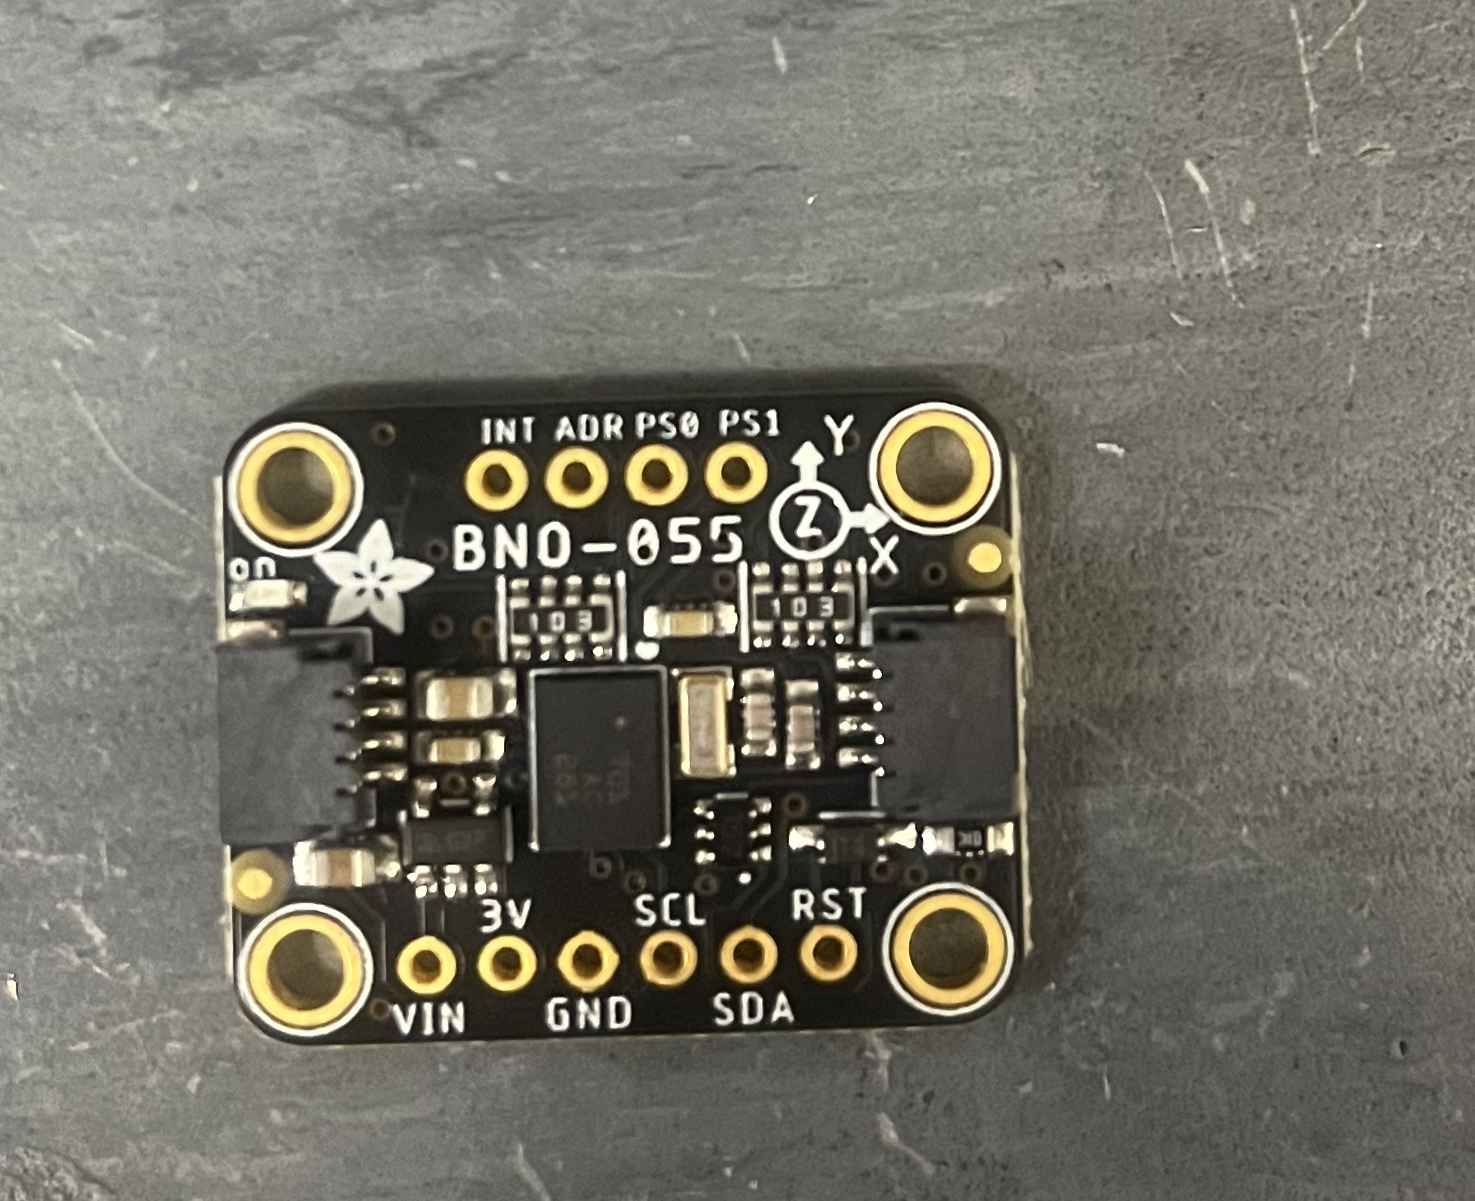 INT ADR PS0 PS1 Y
BNO-055 Z
X
on
103 103
3V SCL RST
VIN GND SDA